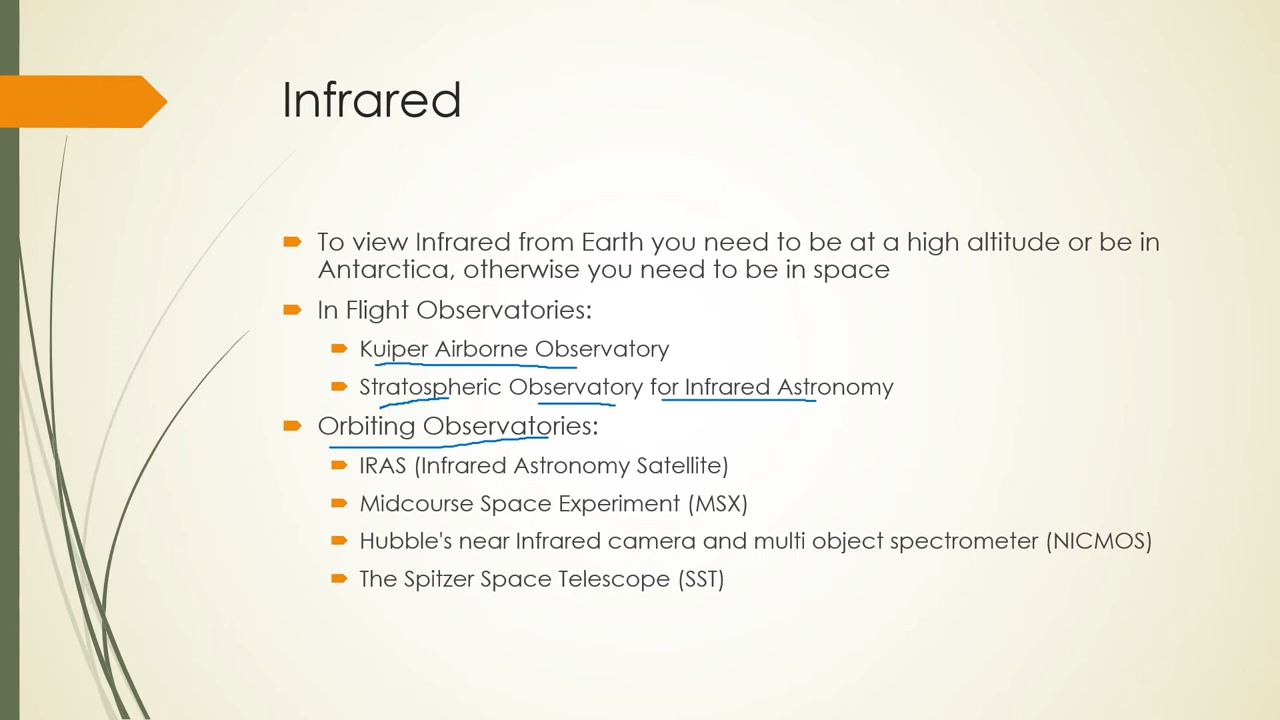 Infrared
To view Infrared from Earth you need to be at a high altitude or be in
Antarctica, otherwise you need to be in space
In Flight Observatories:
Kuiper Airborne Observatory
Stratospheric Observatory for Infrared Astronomy
Orbiting Observatories:
IRAS (Infrared Astronomy Satellite)
Midcourse Space Experiment (MSX)
Hubble's near Infrared camera and multi object spectrometer (NICMOS)
The Spitzer Space Telescope (SST)